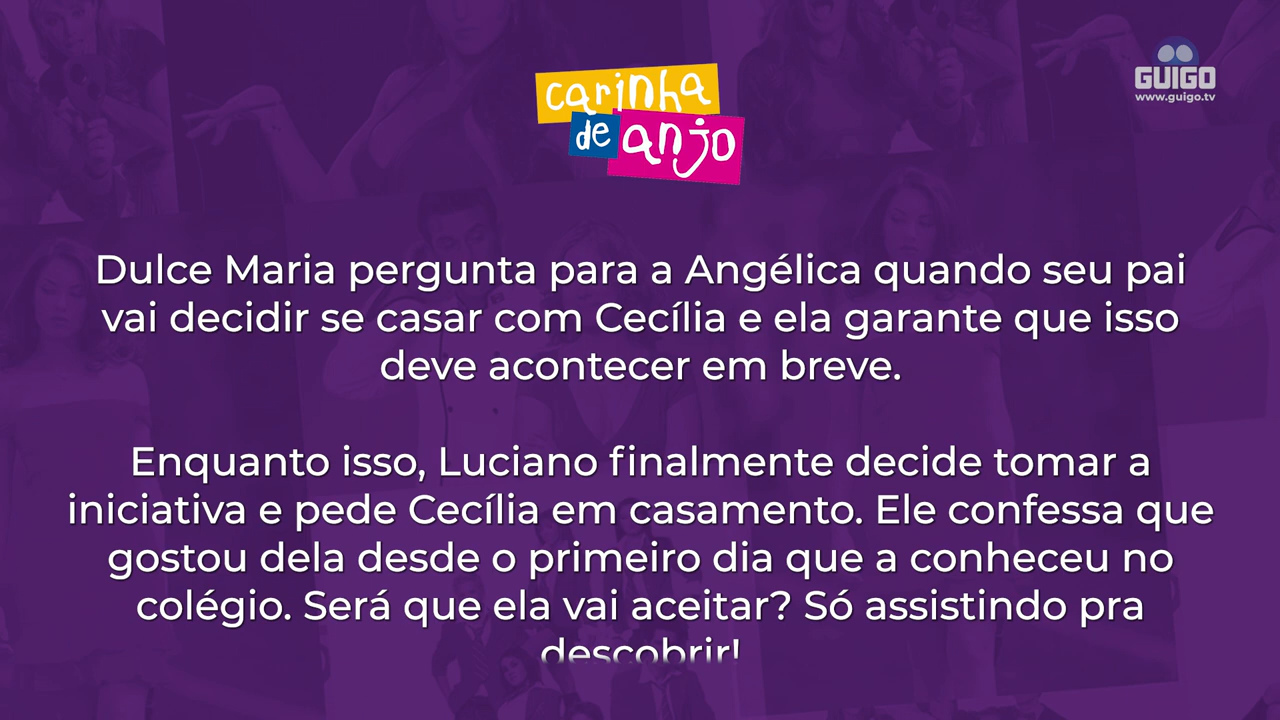 carinha
de anjo
GUIGO
www.guigo.tv
Dulce Maria pergunta para a Angélica quando seu pai
vai decidir se casar com Cecília e ela garante que isso
deve acontecer em breve.
Enquanto isso, Luciano finalmente decide tomar a
iniciativa e pede Cecília em casamento. Ele confessa que
gostou dela desde o primeiro dia que a conheceu no
colégio. Será que ela vai aceitar? Só assistindo pra
descobrir!